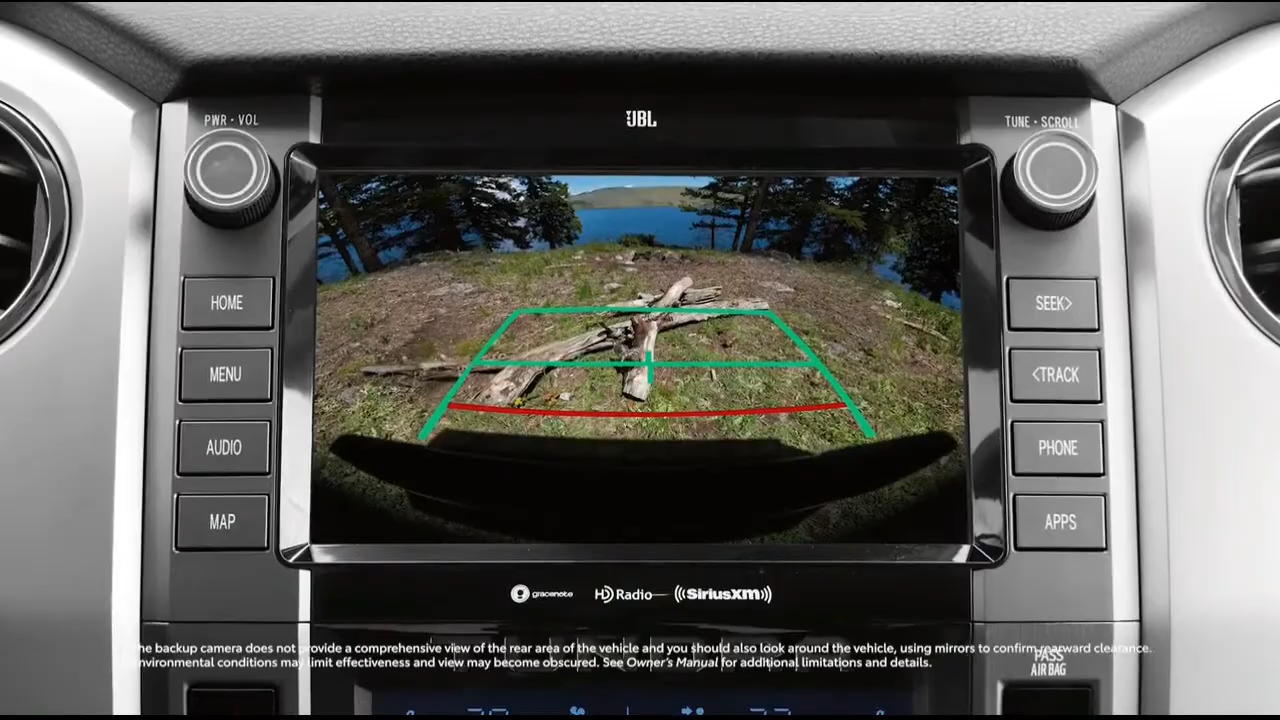 PWR • VOL
JBL
TUNE • SCROLL
HOME
SEEK>
MENU
<TRACK
AUDIO
PHONE
MAP
APPS
gracenote
HD Radio
((SiriusXM))
he backup camera does not provide a comprehensive view of the rear area of the vehicle and you should also look around the vehicle, using mirrors to confirm rearward clearance.
nvironmental conditions may limit effectiveness and view may become obscured. See Owner's Manual for additional limitations and details.
PASS
AIR BAG